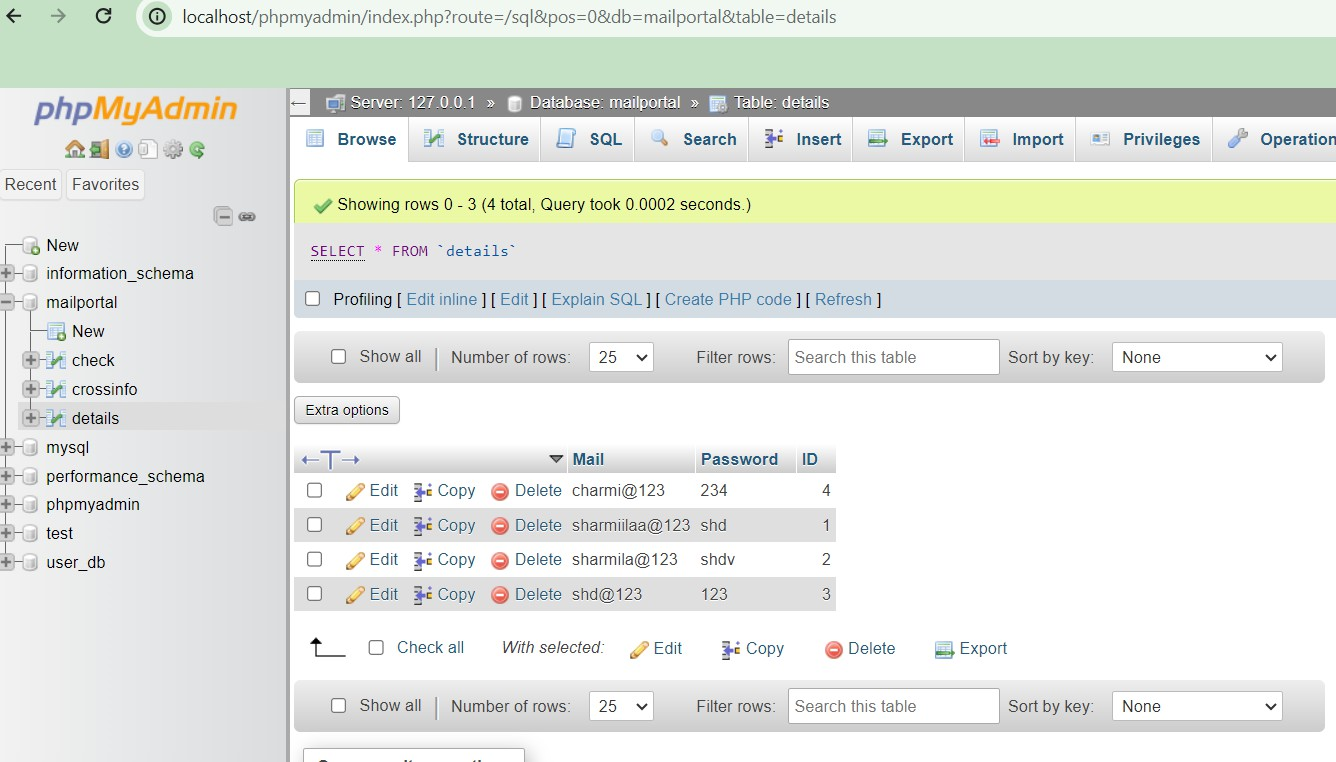 localhost/phpmyadmin/index.php?route=/sql&pos=0&db=mailportal&table=details
phpMyAdmin
Recent Favorites
New
information_schema
mailportal
New
check
crossinfo
details
mysql
performance_schema
phpmyadmin
test
user_db
Server: 127.0.0.1 » Database: mailportal » Table: details
Browse Structure SQL Search Insert Export Import Privileges Operation
Showing rows 0 - 3 (4 total, Query took 0.0002 seconds.)
SELECT * FROM `details`
Profiling [ Edit inline ] [ Edit ] [ Explain SQL ] [ Create PHP code ] [ Refresh ]
Show all | Number of rows: 25 Filter rows: Search this table Sort by key: None
Extra options
←T→ Mail Password ID
Edit Copy Delete charmi@123 234 4
Edit Copy Delete sharmiilaa@123 shd 1
Edit Copy Delete sharmila@123 shdv 2
Edit Copy Delete shd@123 123 3
Check all With selected: Edit Copy Delete Export
Show all | Number of rows: 25 Filter rows: Search this table Sort by key: None